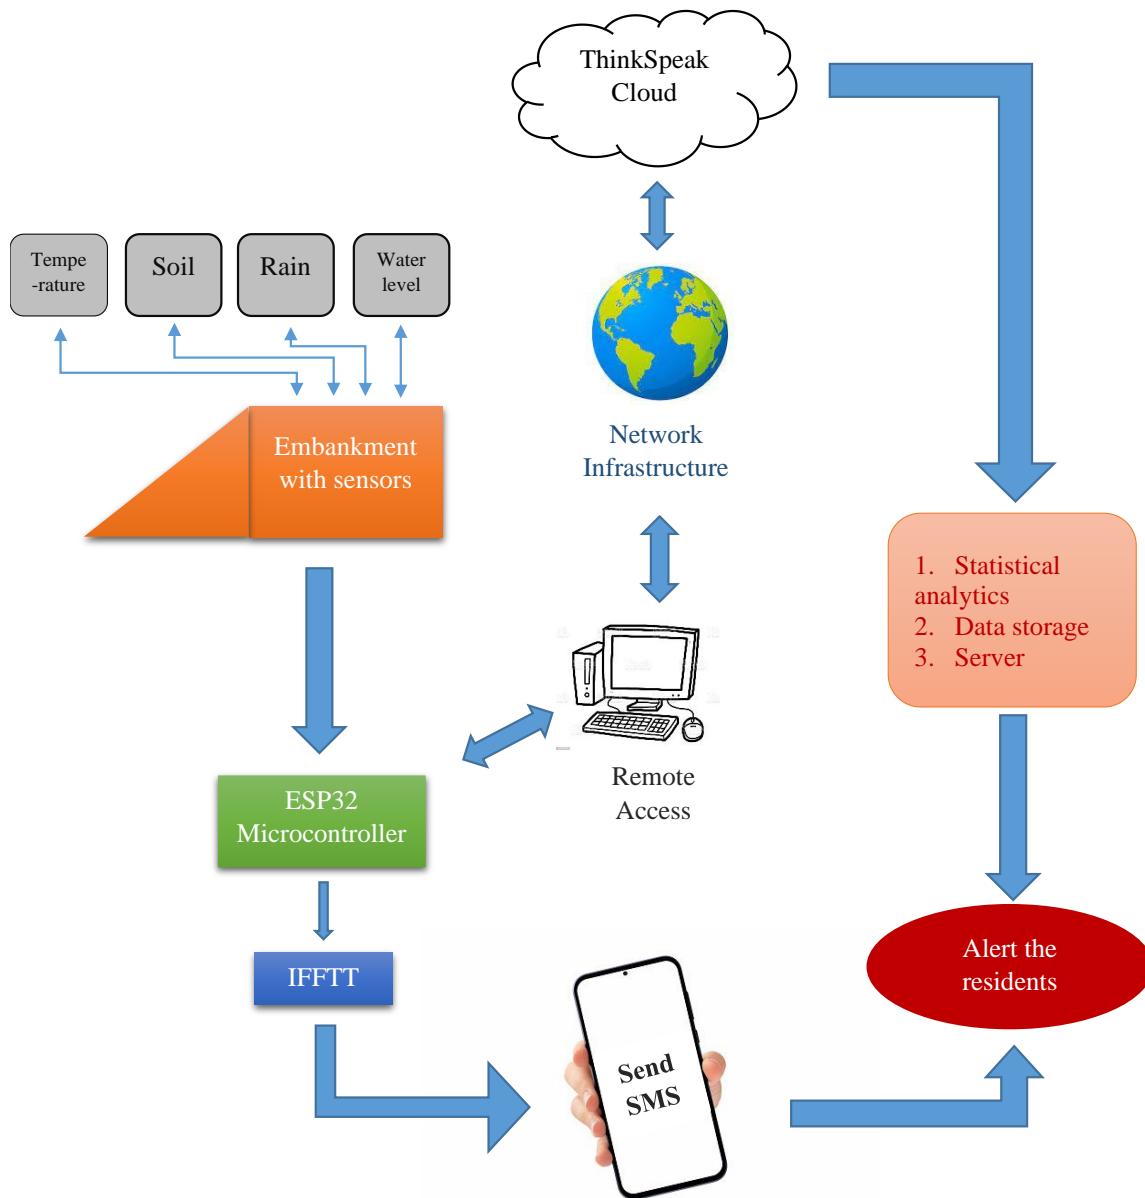 ThinkSpeak
Cloud
Tempe
-rature
Soil
Rain
Water
level
Embankment
with sensors
Network
Infrastructure
1. Statistical
analytics
2. Data storage
3. Server
Remote
Access
ESP32
Microcontroller
IFFTT
Send
SMS
Alert the
residents